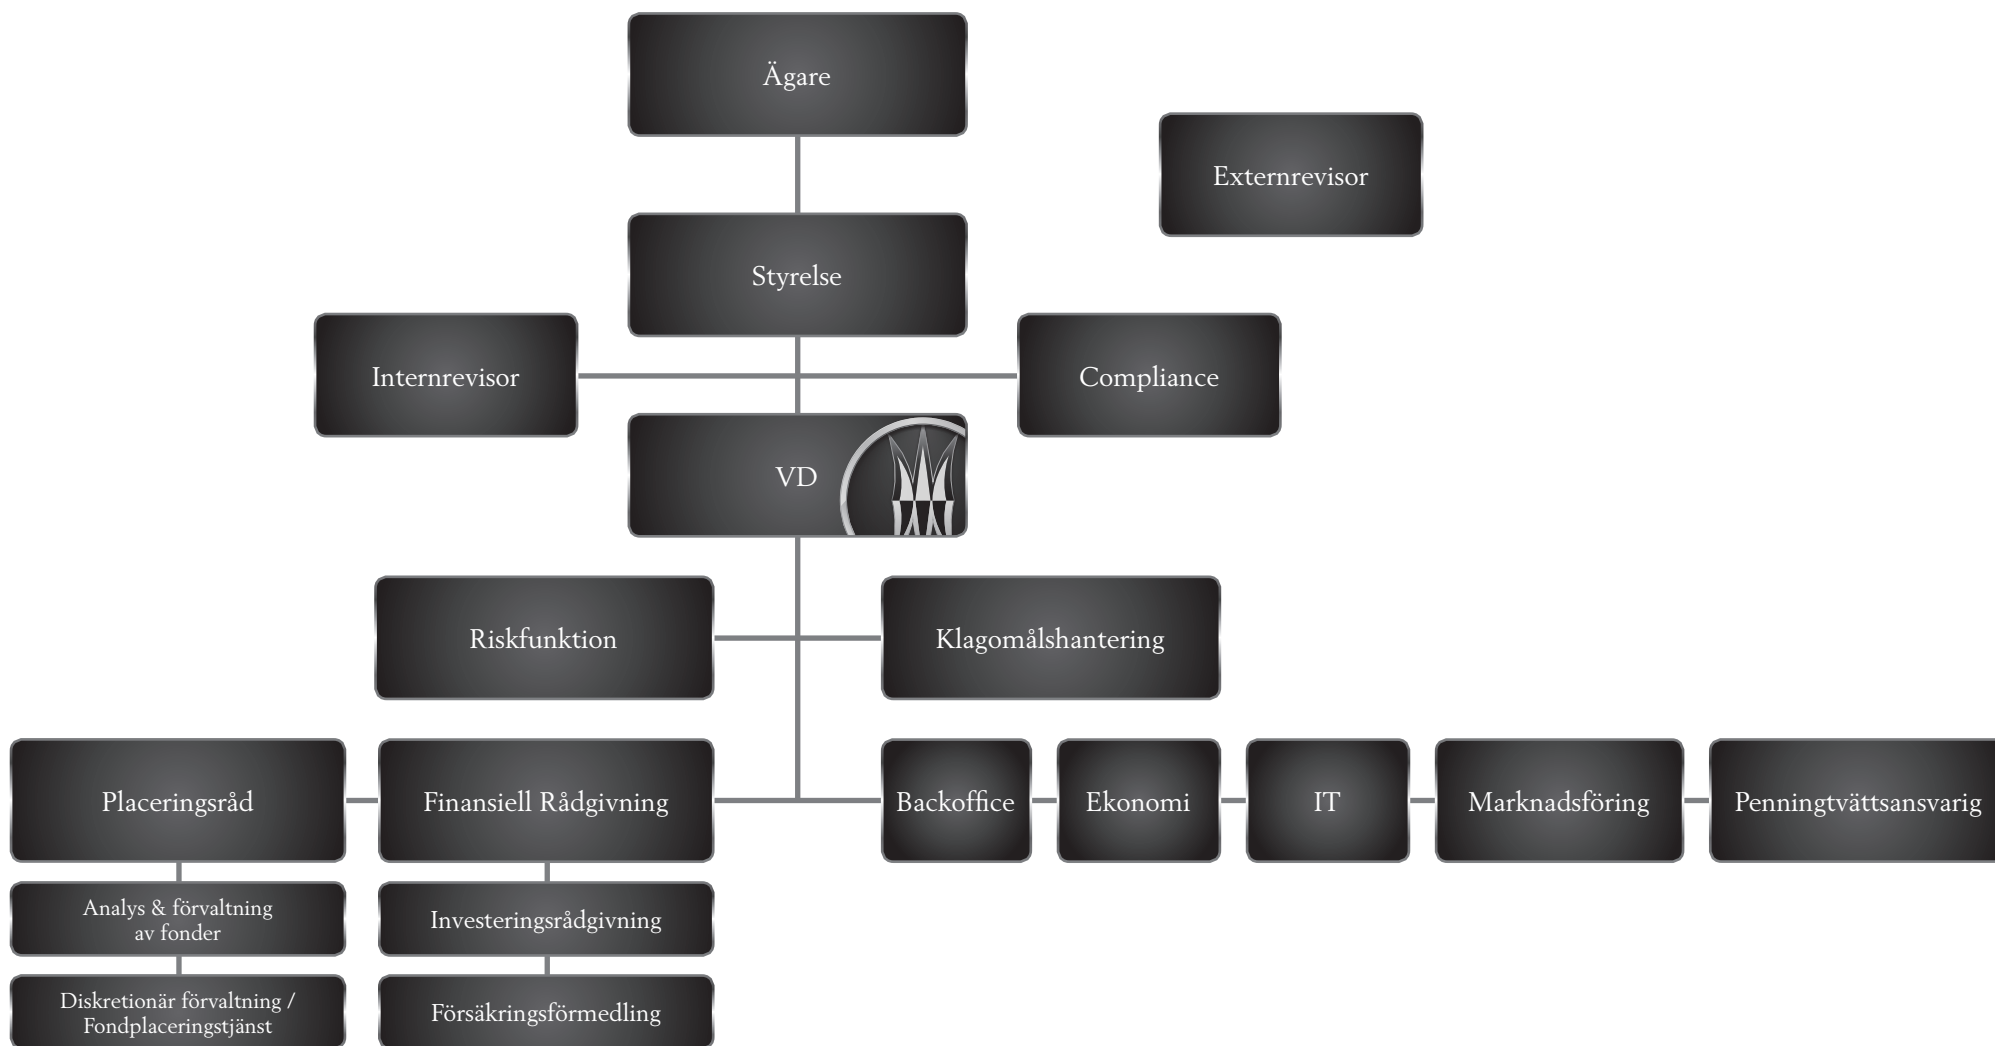 Ägare
Externrevisor
Styrelse
Internrevisor
Compliance
VD
Riskfunktion
Klagomålshantering
Placeringsråd
Finansiell Rådgivning
Backoffice
Ekonomi
IT
Marknadsföring
Penningtvättsansvarig
Analys & förvaltning
av fonder
Investeringsrådgivning
Diskretionär förvaltning /
Fondplaceringstjänst
Försäkringsförmedling